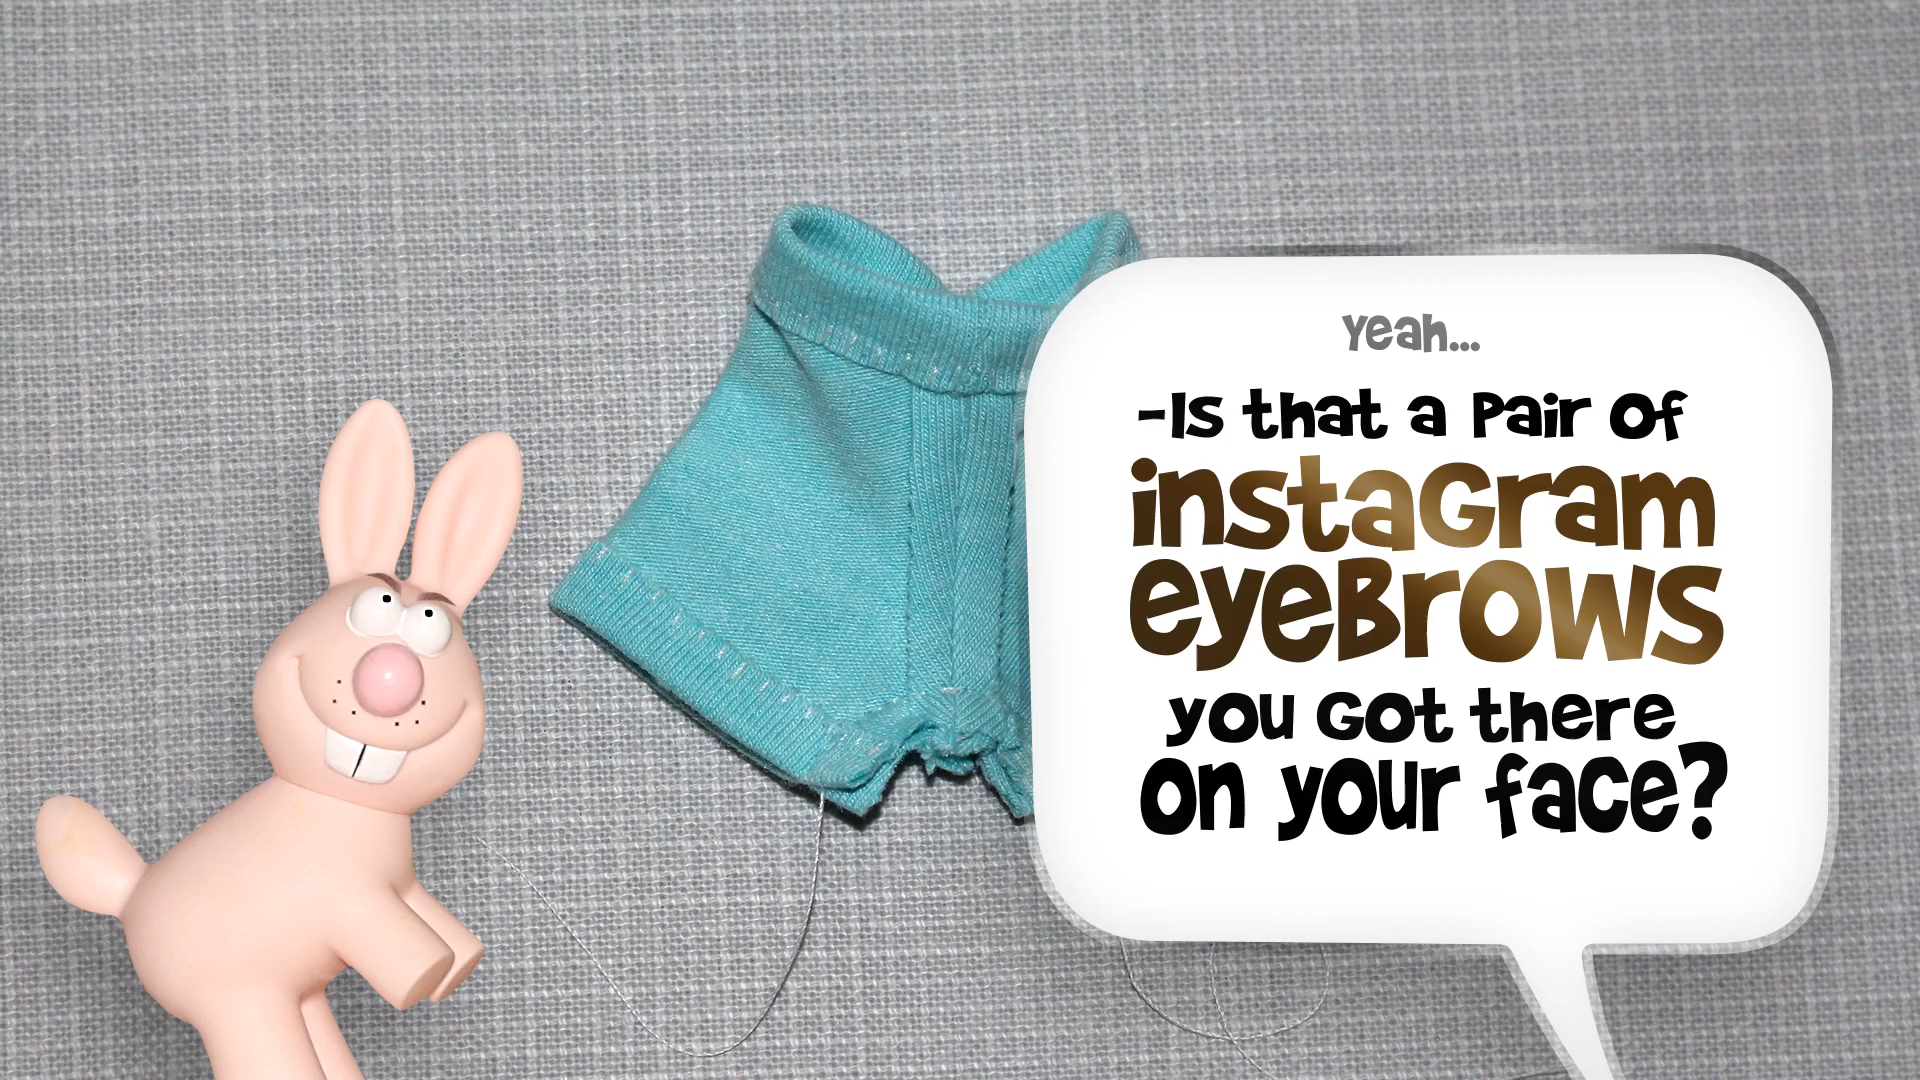 Yeah...
-Is that a pair of
instagram
eyebrows
you got there
on your face?